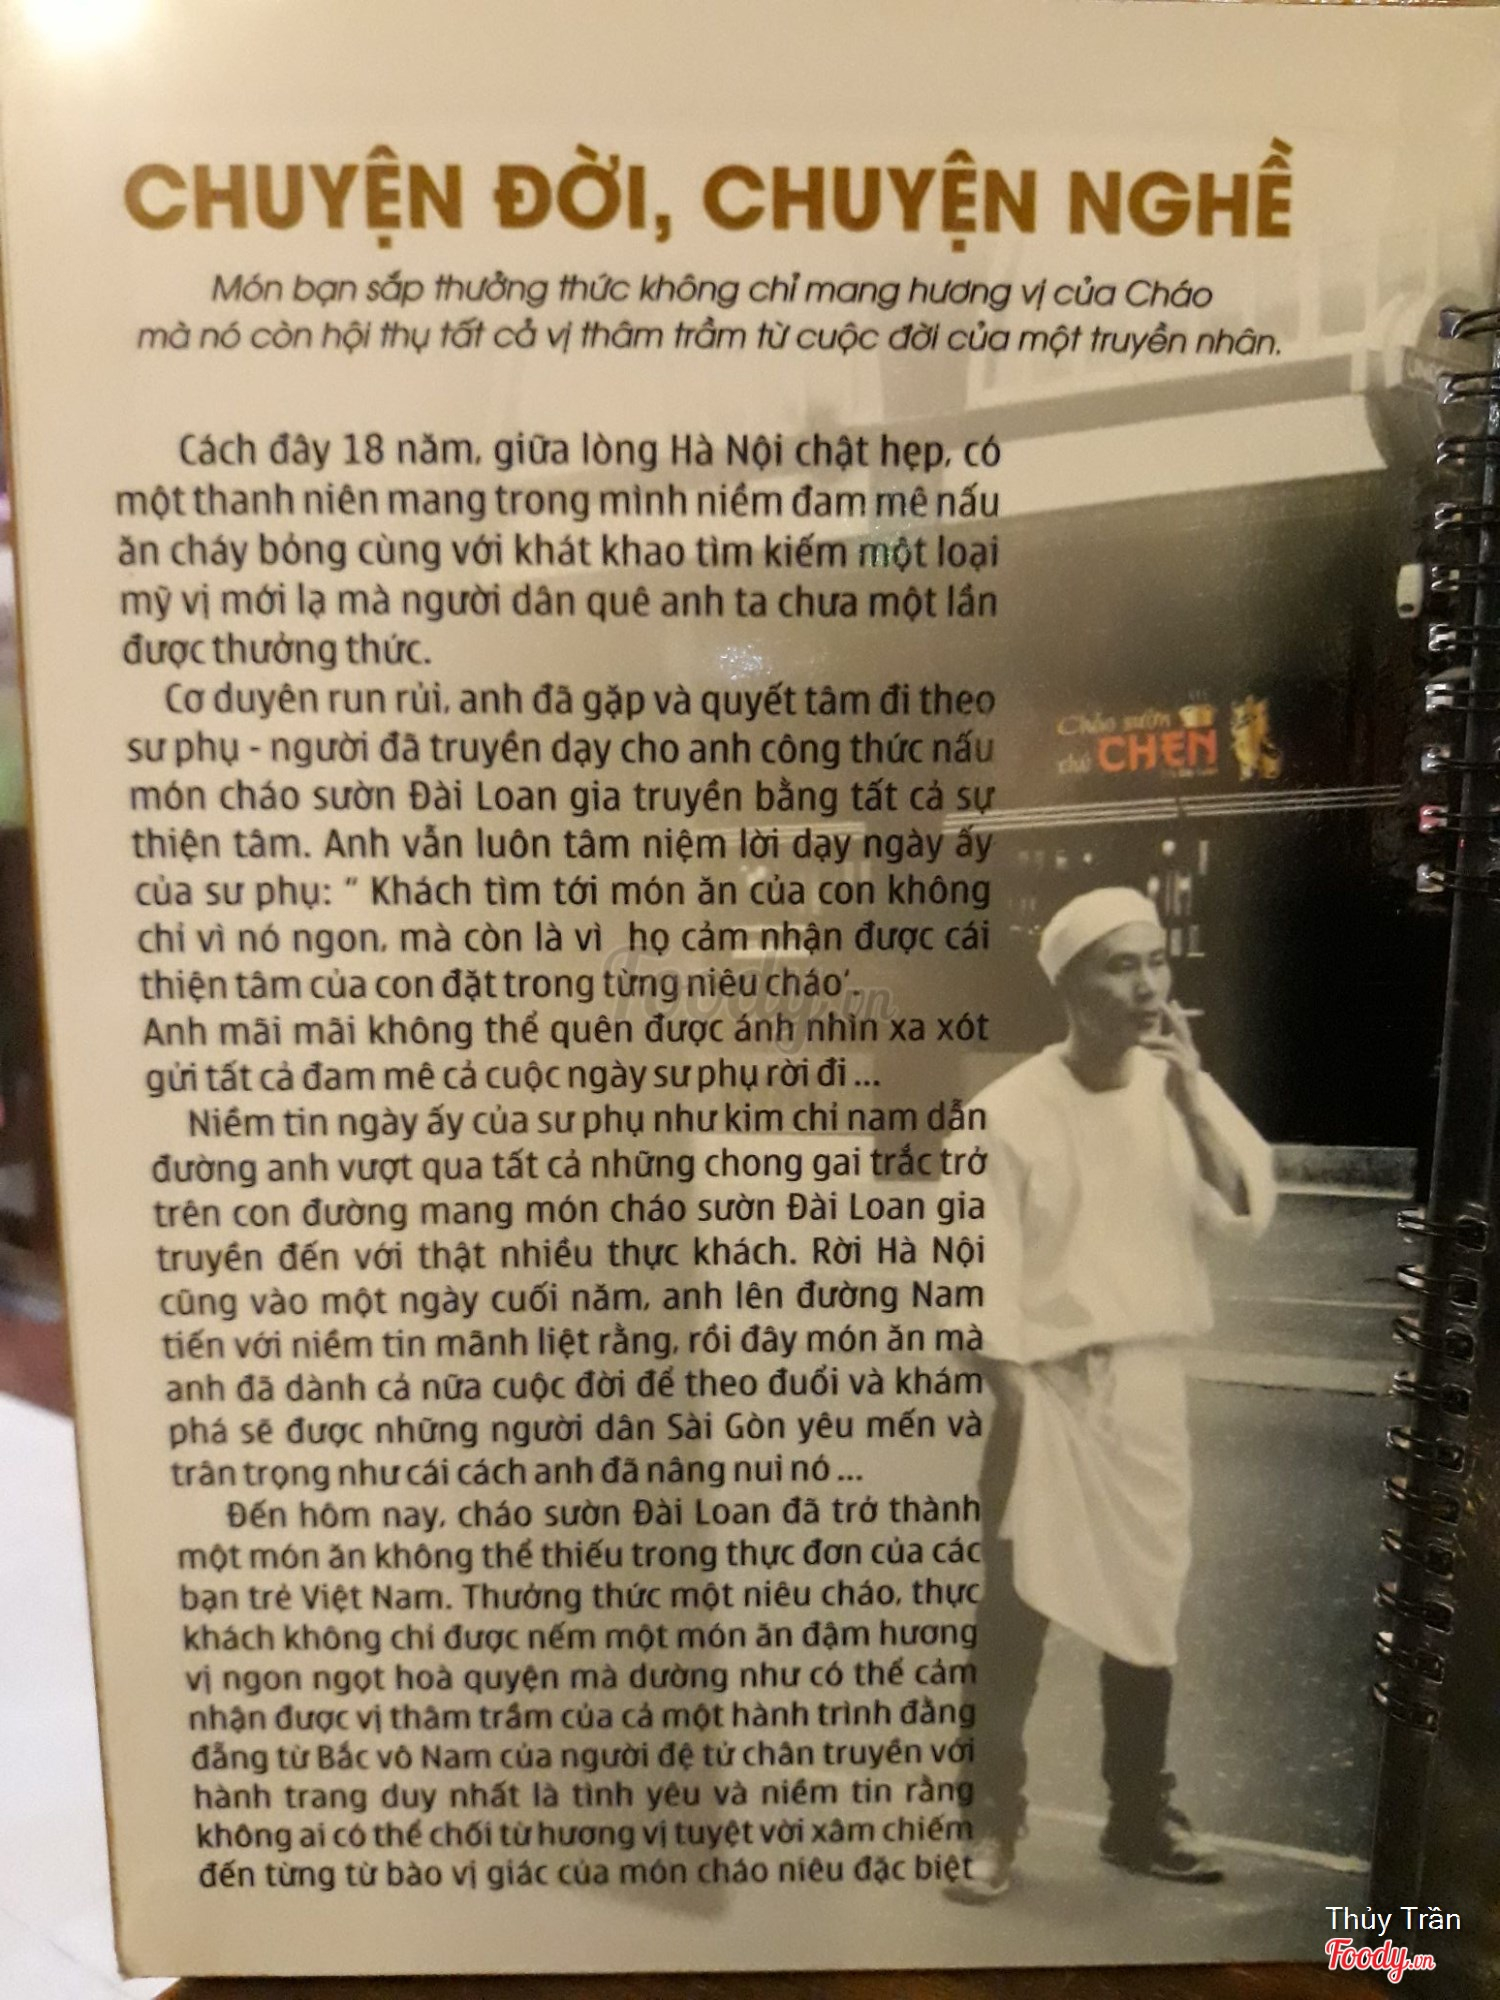 CHUYỆN ĐỜI, CHUYỆN NGHỀ
Món bạn sắp thưởng thức không chỉ mang hương vị của Cháo
mà nó còn hội thụ tất cả vị thâm trầm từ cuộc đời của một truyền nhân.
Cách đây 18 năm, giữa lòng Hà Nội chật hẹp, có
một thanh niên mang trong mình niềm đam mê nấu
ăn cháy bỏng cùng với khát khao tìm kiếm một loại
mỹ vị mới lạ mà người dân quê anh ta chưa một lần
được thưởng thức.
Cơ duyên run rủi, anh đã gặp và quyết tâm đi theo
sư phụ - người đã truyền dạy cho anh công thức nấu
món cháo sườn Đài Loan gia truyền bằng tất cả sự
thiện tâm. Anh vẫn luôn tâm niệm lời dạy ngày ấy
của sư phụ: " Khách tìm tới món ăn của con không
chỉ vì nó ngon, mà còn là vì họ cảm nhận được cái
thiện tâm của con đặt trong từng niêu cháo'.
Anh mãi mãi không thể quên được ánh nhìn xa xót
gửi tất cả đam mê cả cuộc ngày sư phụ rời đi ...
Niềm tin ngày ấy của sư phụ như kim chỉ nam dẫn
đường anh vượt qua tất cả những chong gai trắc trở
trên con đường mang món cháo sườn Đài Loan gia
truyền đến với thật nhiều thực khách. Rời Hà Nội
cũng vào một ngày cuối năm, anh lên đường Nam
tiến với niềm tin mãnh liệt rằng, rồi đây món ăn mà
anh đã dành cả nữa cuộc đời để theo đuổi và khám
phá sẽ được những người dân Sài Gòn yêu mến và
trân trọng như cái cách anh đã nâng nui nó ...
Đến hôm nay, cháo sườn Đài Loan đã trở thành
một món ăn không thể thiếu trong thực đơn của các
bạn trẻ Việt Nam. Thưởng thức một niêu cháo, thực
khách không chỉ được nếm một món ăn đậm hương
vị ngon ngọt hoà quyện mà dường như có thể cảm
nhận được vị thâm trầm của cả một hành trình đằng
đẵng từ Bắc vô Nam của người đệ tử chân truyền với
hành trang duy nhất là tình yêu và niềm tin rằng
không ai có thể chối từ hương vị tuyệt vời xâm chiếm
đến từng từ bào vị giác của món cháo niêu đặc biệt
Cháo sườn
chú CHEN
Foody.vn
Thủy Trần
Foody.vn